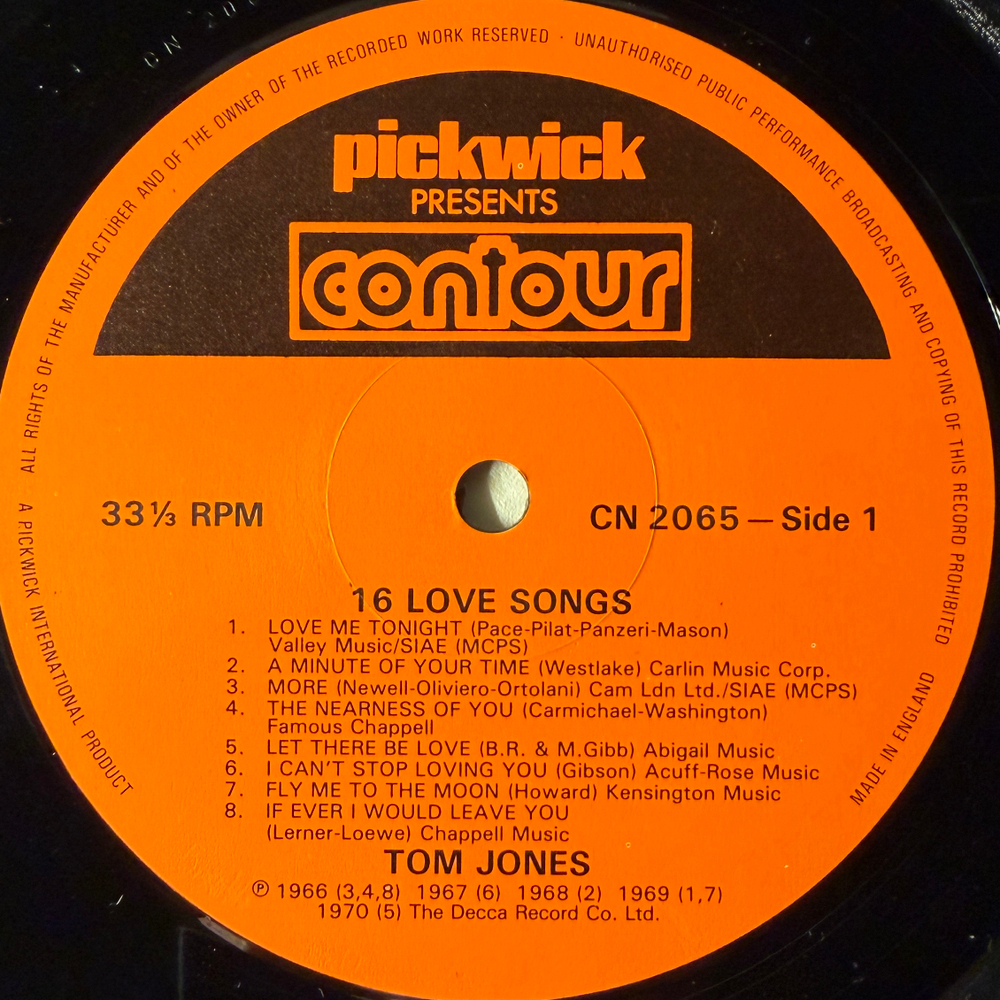 ALL RIGHTS OF THE MANUFACTURER AND OF THE OWNER OF THE RECORDED WORK RESERVED · UNAUTHORISED PUBLIC PERFORMANCE BROADCASTING AND COPYING OF THIS RECORD PROHIBITED
pickwick
PRESENTS
contour
33⅓ RPM
CN 2065 — Side 1
16 LOVE SONGS
1. LOVE ME TONIGHT (Pace-Pilat-Panzeri-Mason)
Valley Music/SIAE (MCPS)
2. A MINUTE OF YOUR TIME (Westlake) Carlin Music Corp.
3. MORE (Newell-Oliviero-Ortolani) Cam Ldn Ltd./SIAE (MCPS)
4. THE NEARNESS OF YOU (Carmichael-Washington)
Famous Chappell
5. LET THERE BE LOVE (B.R. & M.Gibb) Abigail Music
6. I CAN'T STOP LOVING YOU (Gibson) Acuff-Rose Music
7. FLY ME TO THE MOON (Howard) Kensington Music
8. IF EVER I WOULD LEAVE YOU
(Lerner-Loewe) Chappell Music
TOM JONES
℗ 1966 (3,4,8) 1967 (6) 1968 (2) 1969 (1,7)
1970 (5) The Decca Record Co. Ltd.
A PICKWICK INTERNATIONAL PRODUCT
MADE IN ENGLAND